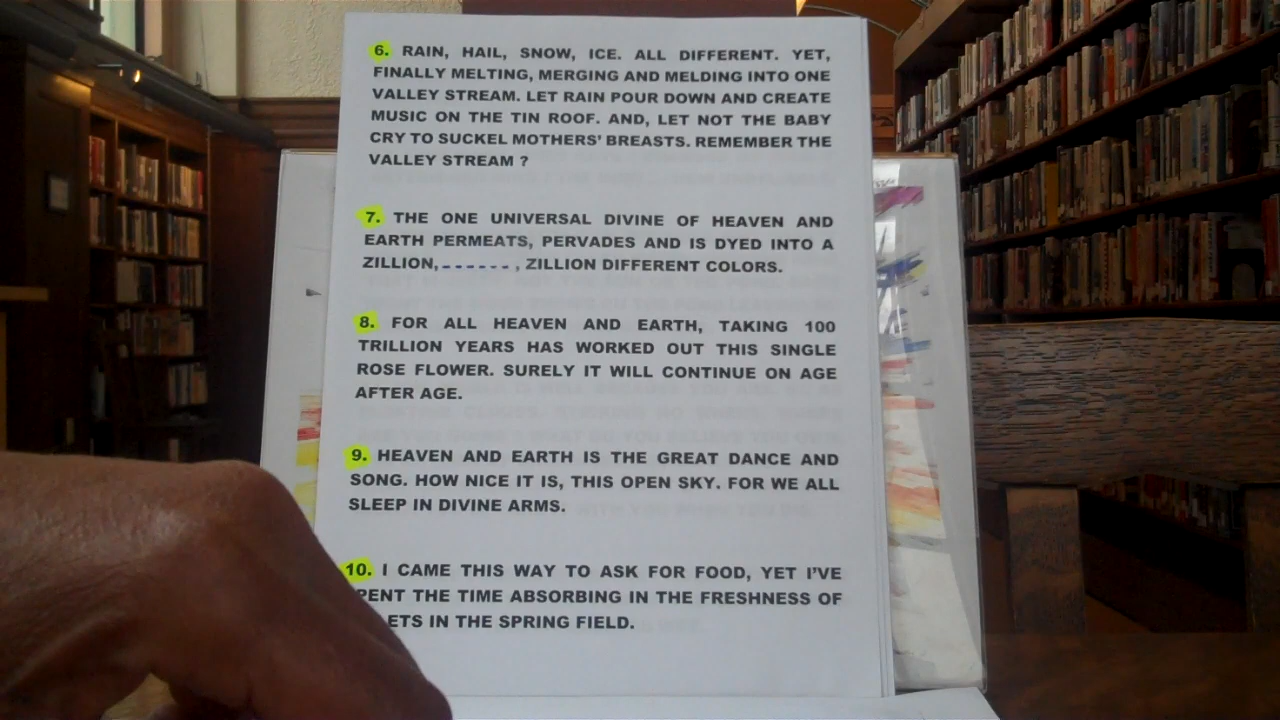 6. RAIN, HAIL, SNOW, ICE. ALL DIFFERENT. YET,
FINALLY MELTING, MERGING AND MELDING INTO ONE
VALLEY STREAM. LET RAIN POUR DOWN AND CREATE
MUSIC ON THE TIN ROOF. AND, LET NOT THE BABY
CRY TO SUCKEL MOTHERS' BREASTS. REMEMBER THE
VALLEY STREAM ?
7. THE ONE UNIVERSAL DIVINE OF HEAVEN AND
EARTH PERMEATS, PERVADES AND IS DYED INTO A
ZILLION, - - - - - - - , ZILLION DIFFERENT COLORS.
8. FOR ALL HEAVEN AND EARTH, TAKING 100
TRILLION YEARS HAS WORKED OUT THIS SINGLE
ROSE FLOWER. SURELY IT WILL CONTINUE ON AGE
AFTER AGE.
9. HEAVEN AND EARTH IS THE GREAT DANCE AND
SONG. HOW NICE IT IS, THIS OPEN SKY. FOR WE ALL
SLEEP IN DIVINE ARMS.
10. I CAME THIS WAY TO ASK FOR FOOD, YET I'VE
PENT THE TIME ABSORBING IN THE FRESHNESS OF
ETS IN THE SPRING FIELD.